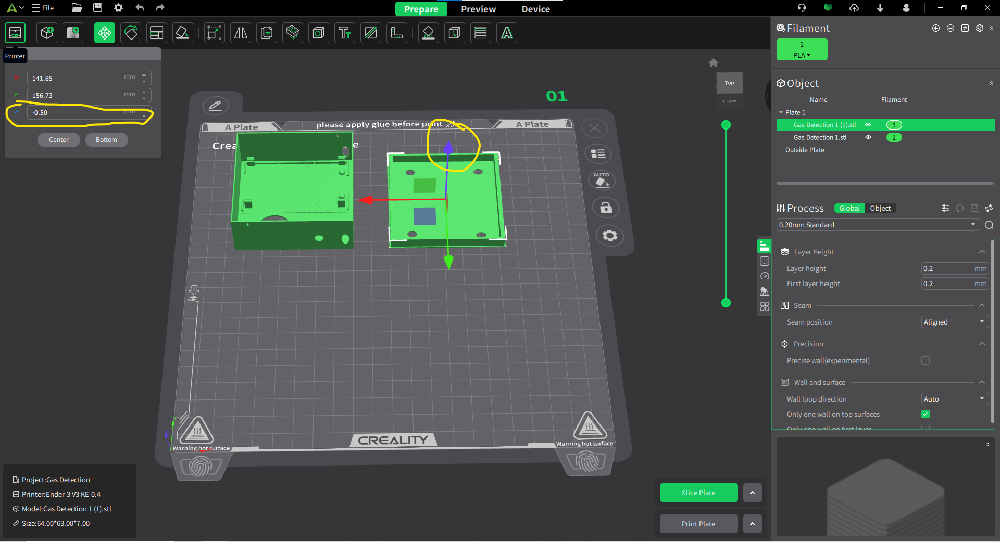 File
Prepare
Preview
Device
Printer
X:
141.85
mm
Y:
156.73
mm
Z:
-0.50
mm
Center
Bottom
01
A Plate
please apply glue before print
A Plate
Crea
e
Top
Front
AUTO
CREALITY
Warning hot surface
Warning hot surface
Project:Gas Detection *
Printer:Ender-3 V3 KE-0.4
Model:Gas Detection 1 (1).stl
Size:64.00*63.00*7.00
Slice Plate
Print Plate
Filament
1
PLA
Object
Name
Filament
Plate 1
Gas Detection 1 (1).stl
1
Gas Detection 1.stl
1
Outside Plate
Process
Global
Object
0.20mm Standard
Layer Height
Layer height
0.2
mm
First layer height
0.2
mm
Seam
Seam position
Aligned
Precision
Precise wall(experimental)
Wall and surface
Wall loop direction
Auto
Only one wall on top surfaces
Only one wall on first layer